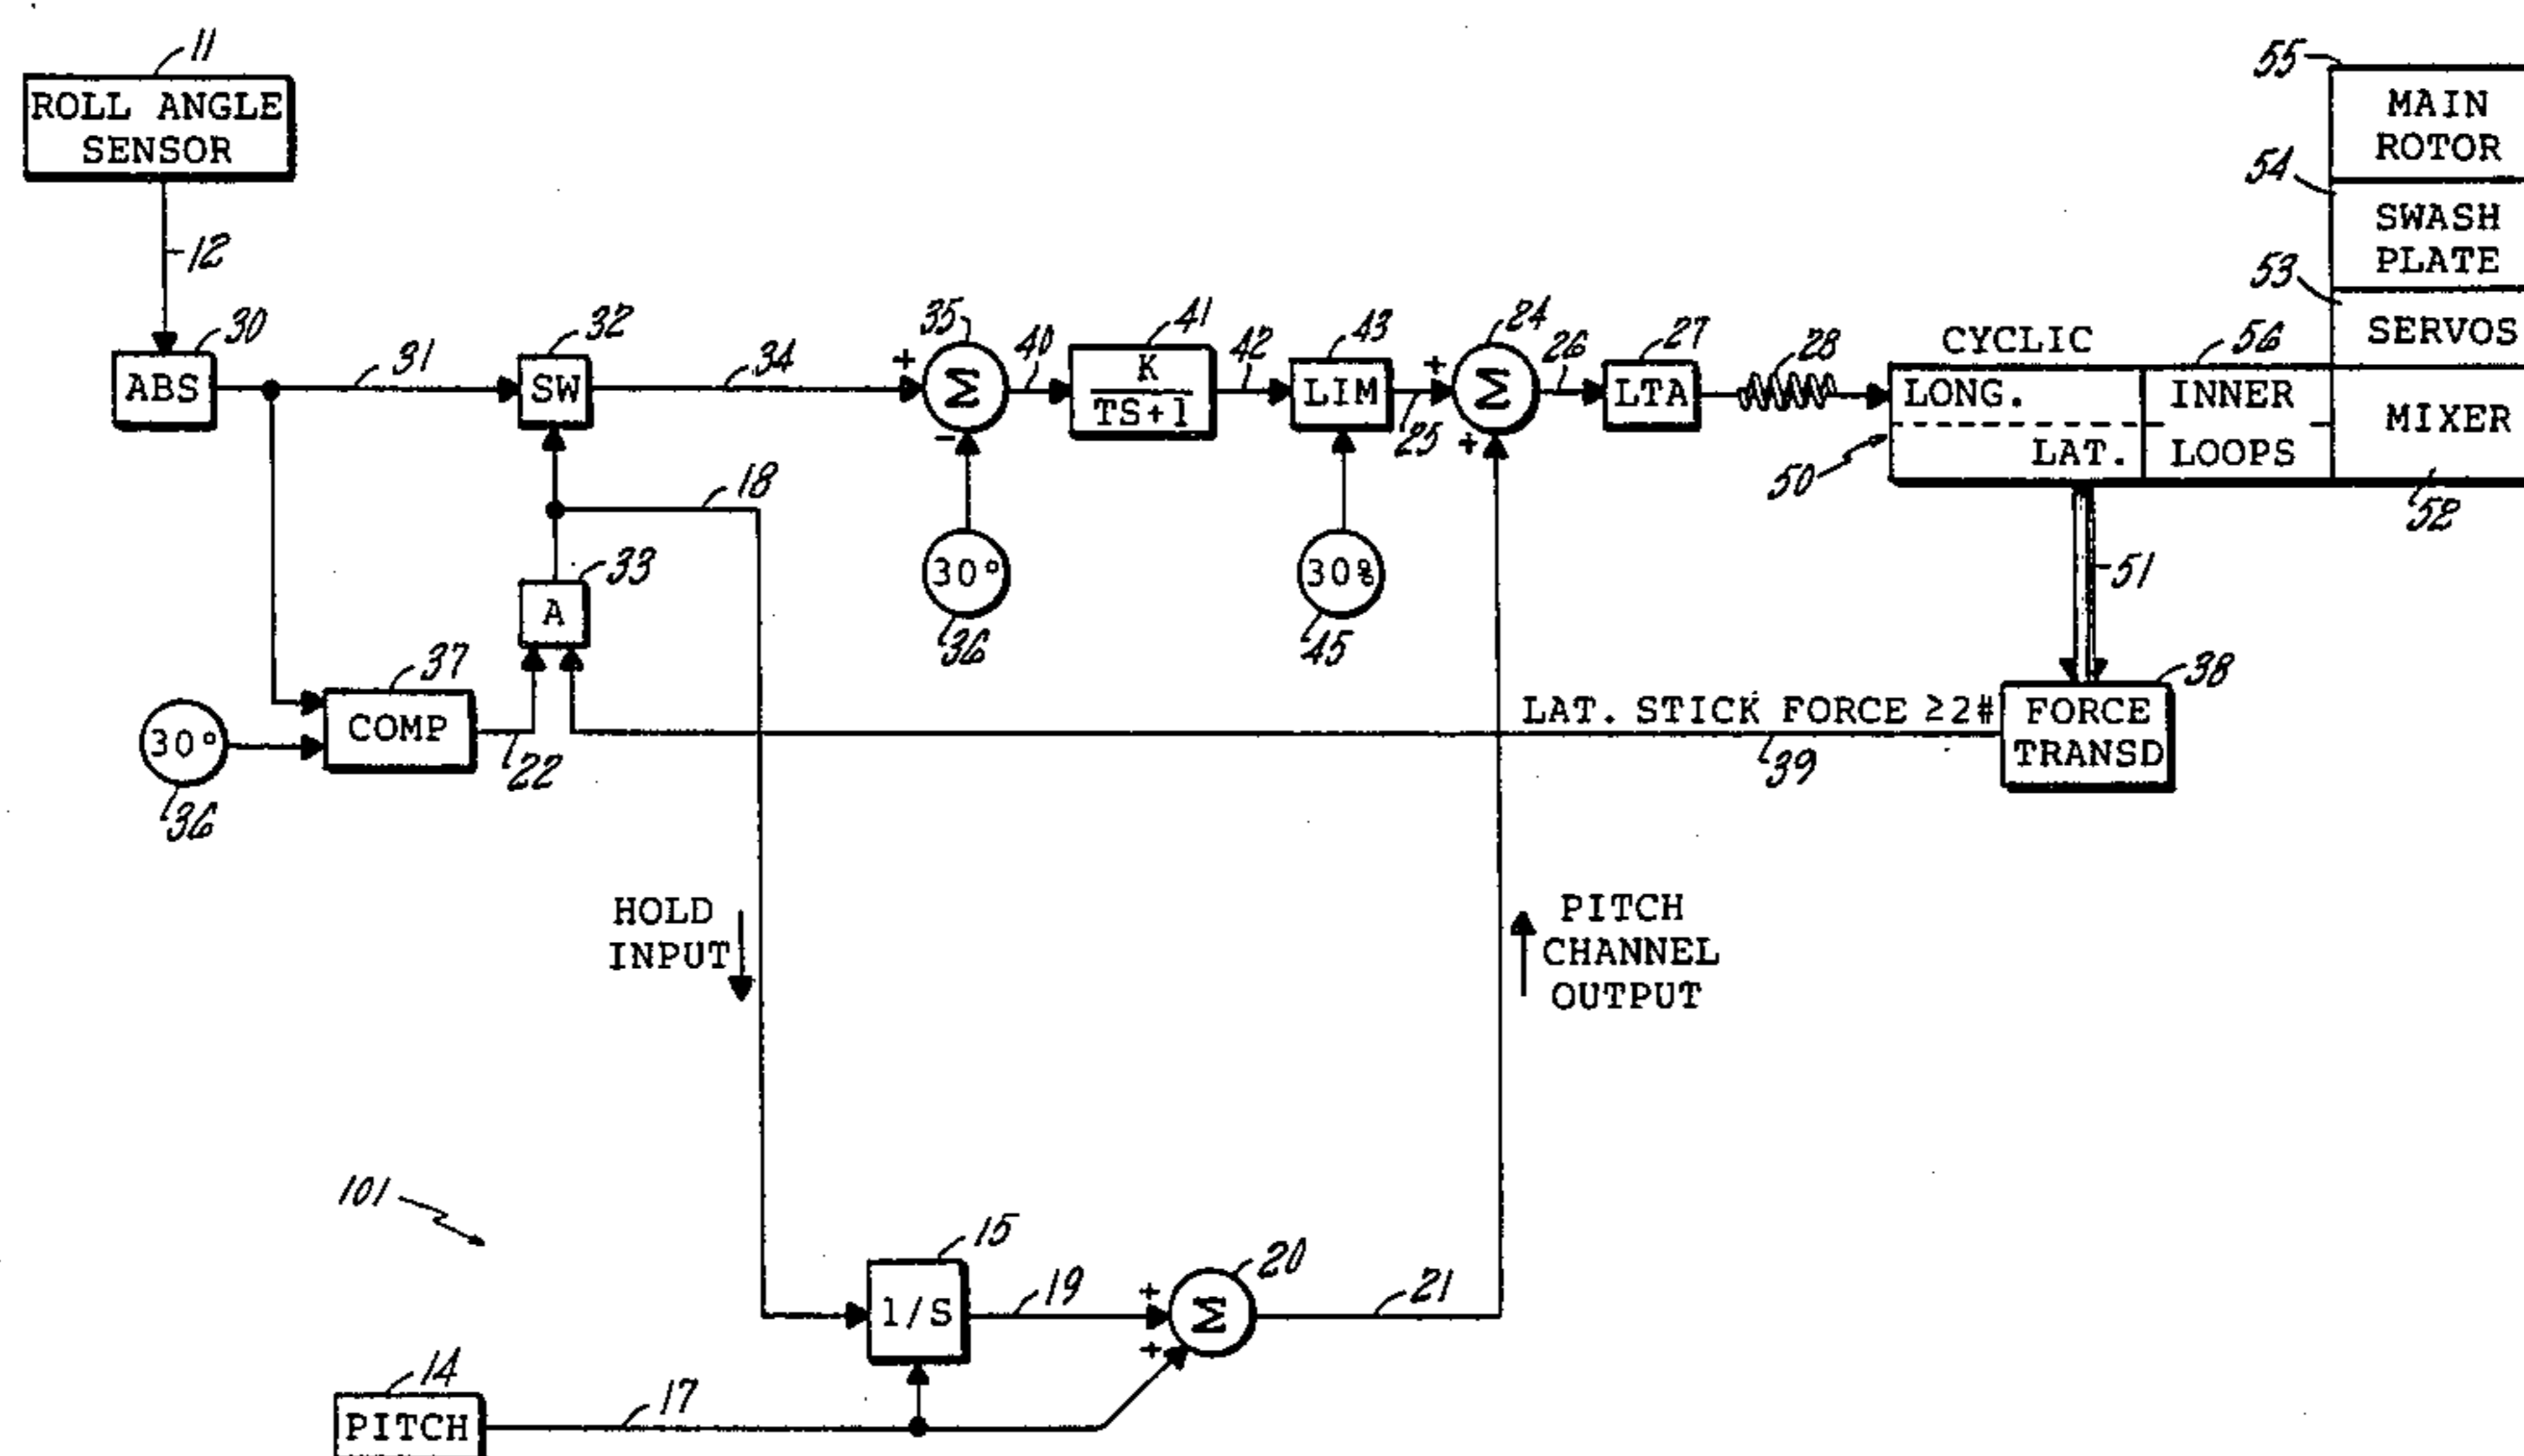 11
ROLL ANGLE
SENSOR
12
30
ABS
31
32
SW
34
35
+
Σ
-
40
41
K
TS+1
42
43
LIM
+
25
24
Σ
+
26
27
LTA
28
CYCLIC
LONG.
LAT.
50
56
INNER
LOOPS
55
MAIN
ROTOR
54
SWASH
PLATE
53
SERVOS
MIXER
52
18
33
A
30°
36
30%
45
51
37
COMP
30°
36
22
LAT. STICK FORCE ≥2#
39
38
FORCE
TRANSD
HOLD
INPUT
PITCH
CHANNEL
OUTPUT
101
15
1/S
19
+
+
20
Σ
21
14
PITCH
17